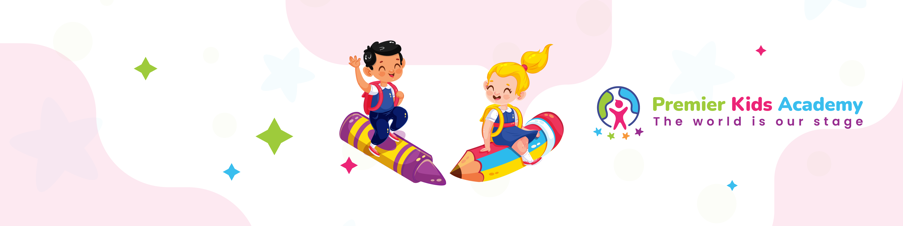 Premier Kids Academy
The world is our stage